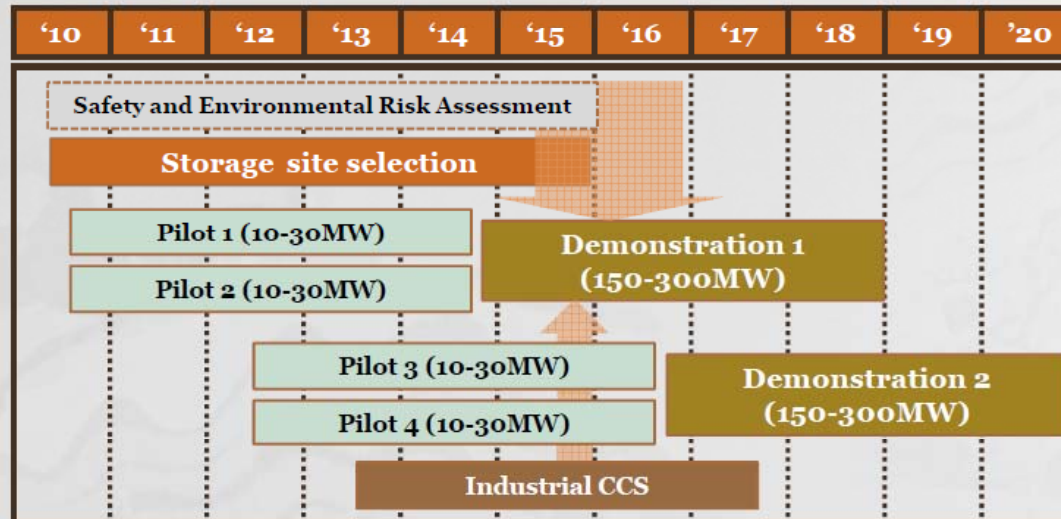 ‘10 ‘11 ‘12 ‘13 ‘14 ‘15 ‘16 ‘17 ‘18 ‘19 ’20
Safety and Environmental Risk Assessment
Storage site selection
Pilot 1 (10-30MW)
Pilot 2 (10-30MW)
Demonstration 1
(150-300MW)
Pilot 3 (10-30MW)
Pilot 4 (10-30MW)
Demonstration 2
(150-300MW)
Industrial CCS